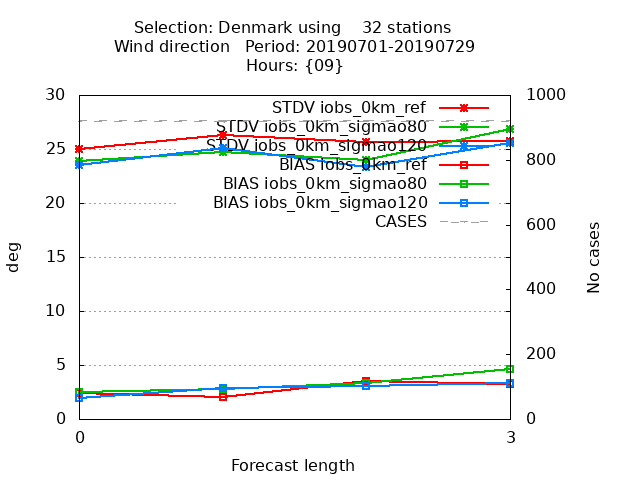 Selection: Denmark using    32 stations
Wind direction   Period: 20190701-20190729
Hours: {09}
30
25
20
15
10
5
0
deg
STDV iobs_0km_ref
STDV iobs_0km_sigmao80
STDV iobs_0km_sigmao120
BIAS iobs_0km_ref
BIAS iobs_0km_sigmao80
BIAS iobs_0km_sigmao120
CASES
1000
800
600
400
200
0
No cases
0
3
Forecast length